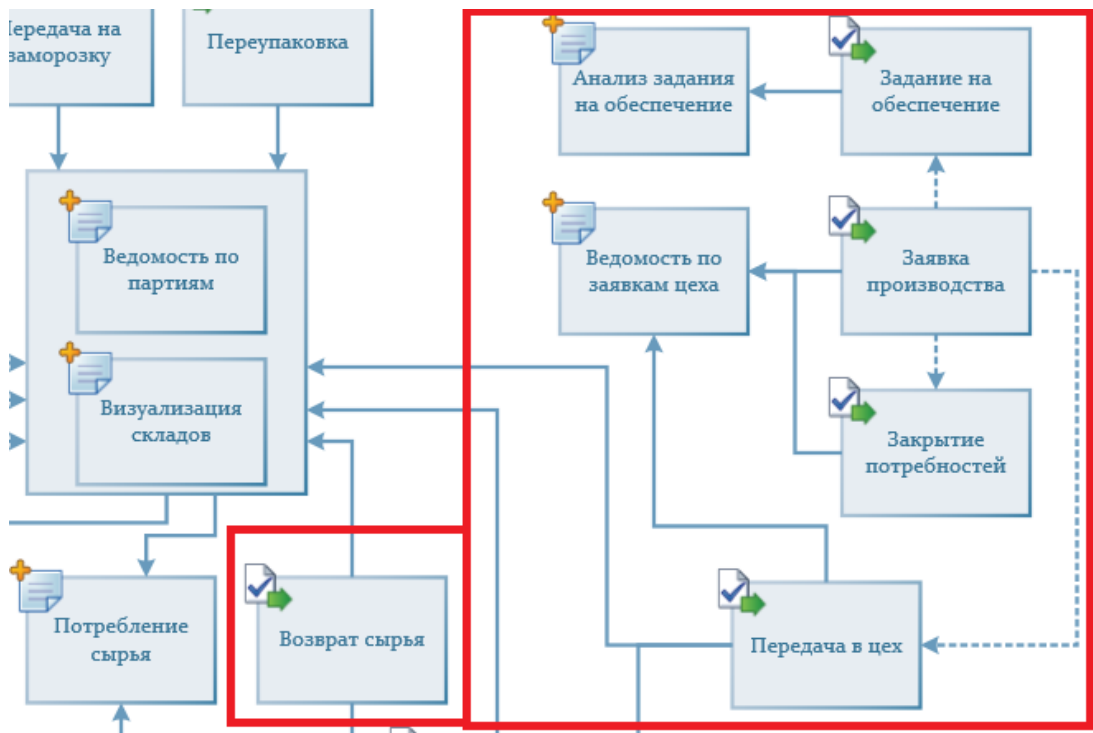 Передача на
заморозку
Переупаковка
Анализ задания
на обеспечение
Задание на
обеспечение
Ведомость по
партиям
Ведомость по
заявкам цеха
Заявка
производства
Визуализация
складов
Закрытие
потребностей
Потребление
сырья
Возврат сырья
Передача в цех